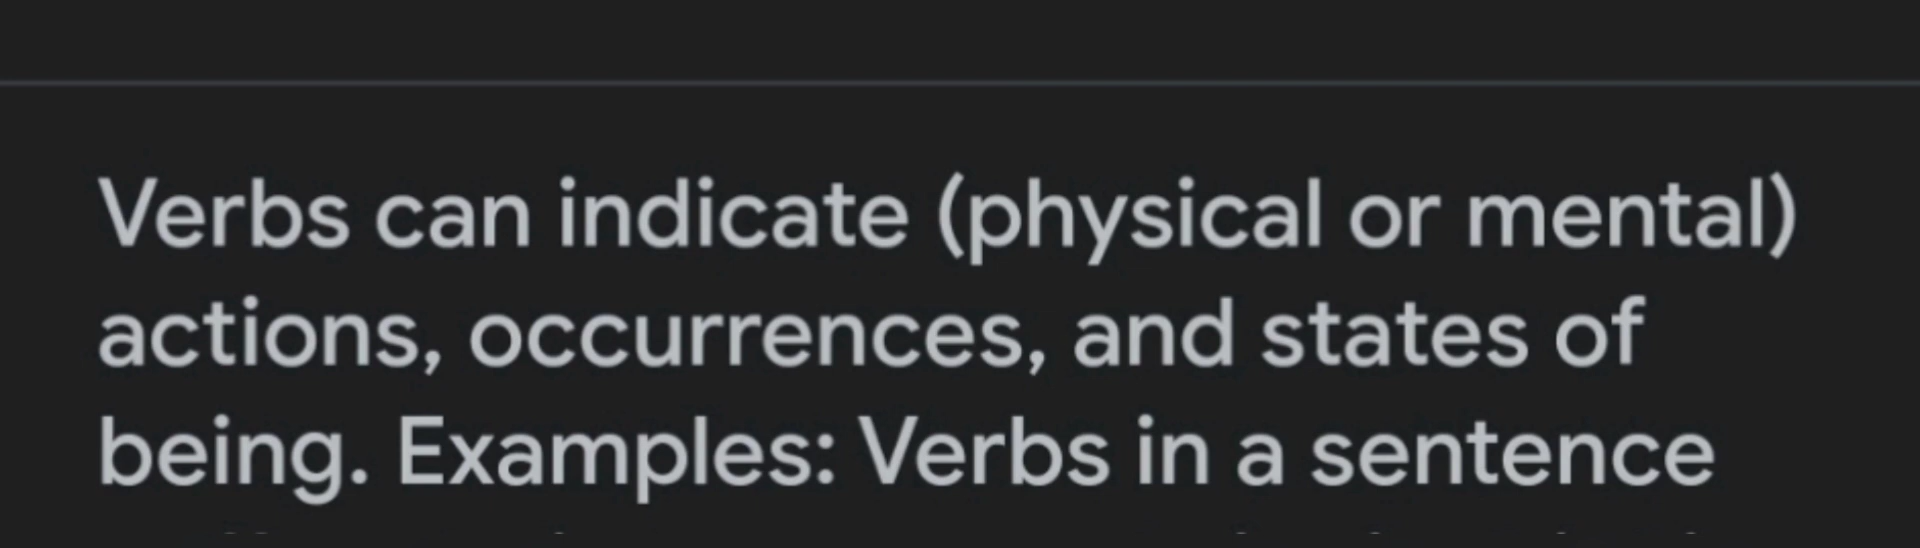 Verbs can indicate (physical or mental)
actions, occurrences, and states of
being. Examples: Verbs in a sentence